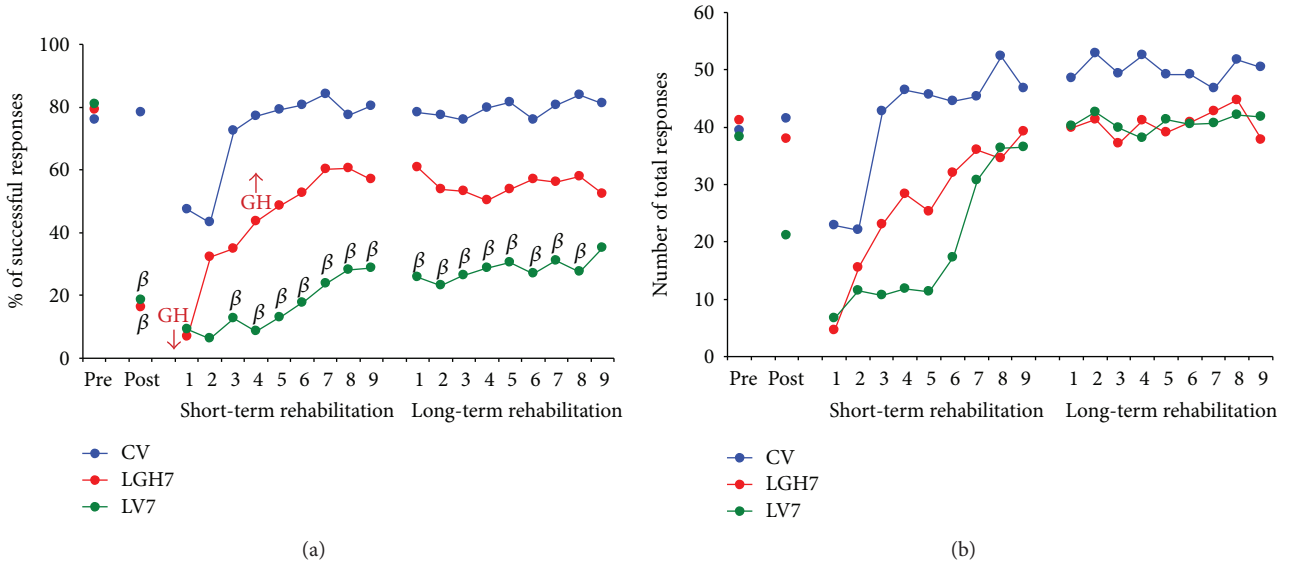 % of successful responses
100
80
60
40
20
0
β
β
GH
↓
↑
GH
β β β β β β β
β β β β β β β β
Pre Post 1 2 3 4 5 6 7 8 9 1 2 3 4 5 6 7 8 9
Short-term rehabilitation Long-term rehabilitation
CV
LGH7
LV7
(a)
Number of total responses
60
50
40
30
20
10
0
Pre Post 1 2 3 4 5 6 7 8 9 1 2 3 4 5 6 7 8 9
Short-term rehabilitation Long-term rehabilitation
CV
LGH7
LV7
(b)